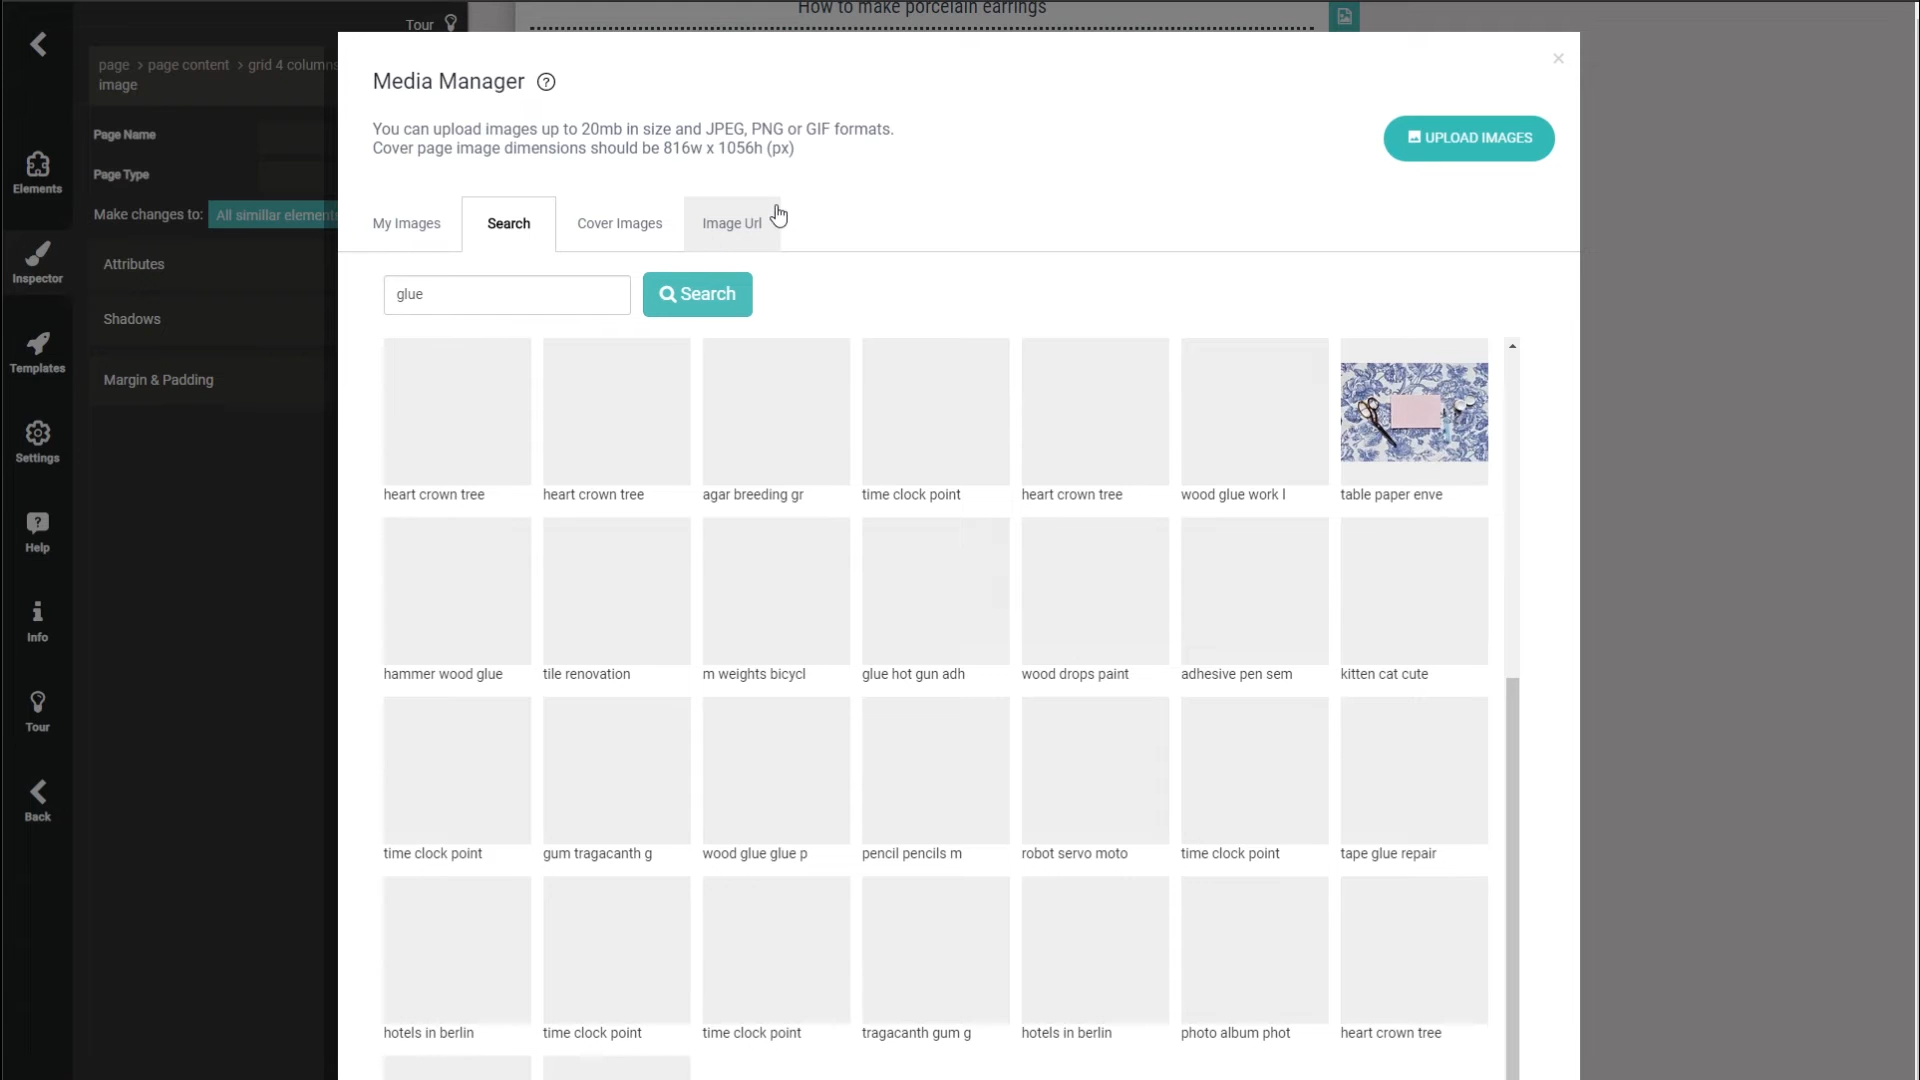 How to make porcelain earrings
Tour
page > page content > grid 4 columns
image
Page Name
Page Type
Make changes to: All simillar elements
Attributes
Shadows
Margin & Padding
Elements
Inspector
Templates
Settings
Help
Info
Tour
Back
Media Manager
You can upload images up to 20mb in size and JPEG, PNG or GIF formats.
Cover page image dimensions should be 816w x 1056h (px)
UPLOAD IMAGES
My Images Search Cover Images Image Url
glue Search
heart crown tree heart crown tree agar breeding gr time clock point heart crown tree wood glue work l table paper enve
hammer wood glue tile renovation m weights bicycl glue hot gun adh wood drops paint adhesive pen sem kitten cat cute
time clock point gum tragacanth g wood glue glue p pencil pencils m robot servo moto time clock point tape glue repair
hotels in berlin time clock point time clock point tragacanth gum g hotels in berlin photo album phot heart crown tree